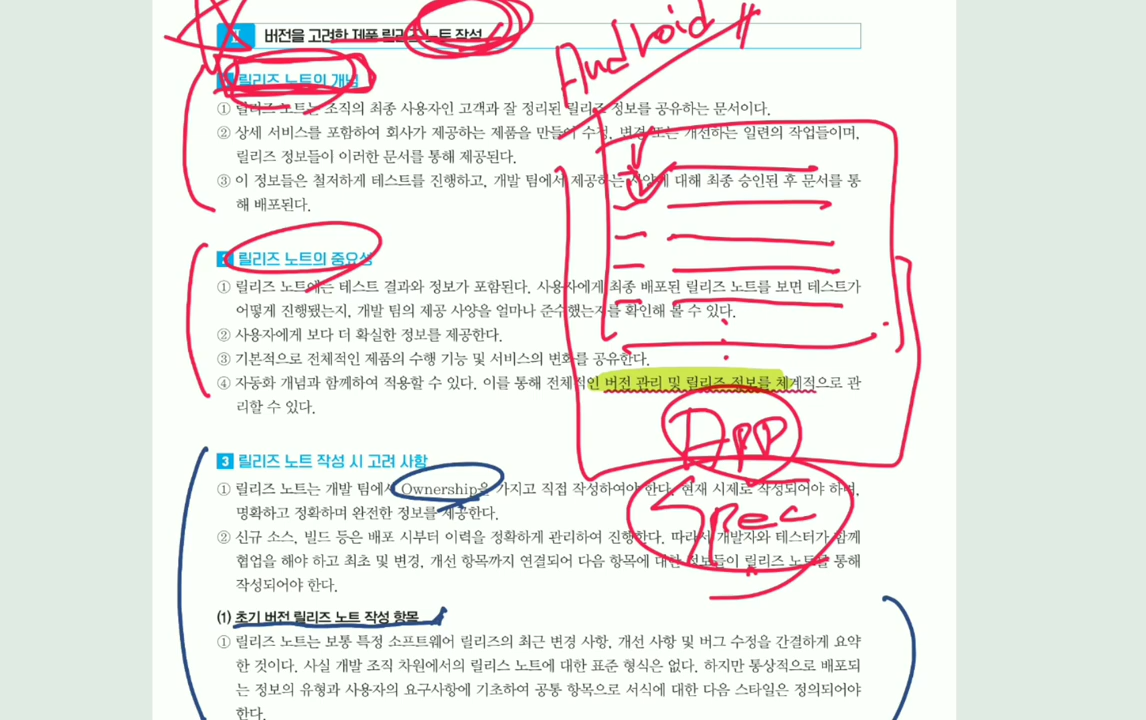 버전을 고려한 제품 릴리즈 노트 작성
Android
1 릴리즈 노트의 개념
① 릴리즈 노트는 조직의 최종 사용자인 고객과 잘 정리된 릴리즈 정보를 공유하는 문서이다.
② 상세 서비스를 포함하여 회사가 제공하는 제품을 만들어 수정, 변경 또는 개선하는 일련의 작업들이며,
릴리즈 정보들이 이러한 문서를 통해 제공된다.
③ 이 정보들은 철저하게 테스트를 진행하고, 개발 팀에서 제공하는 사양에 대해 최종 승인된 후 문서를 통
해 배포된다.
2 릴리즈 노트의 중요성
① 릴리즈 노트에는 테스트 결과와 정보가 포함된다. 사용자에게 최종 배포된 릴리즈 노트를 보면 테스트가
어떻게 진행됐는지, 개발 팀의 제공 사양을 얼마나 준수했는지를 확인해 볼 수 있다.
② 사용자에게 보다 더 확실한 정보를 제공한다.
③ 기본적으로 전체적인 제품의 수행 기능 및 서비스의 변화를 공유한다.
④ 자동화 개념과 함께하여 적용할 수 있다. 이를 통해 전체적인 버전 관리 및 릴리즈 정보를 체계적으로 관
리할 수 있다.
App
3 릴리즈 노트 작성 시 고려 사항
① 릴리즈 노트는 개발 팀에서 Ownership을 가지고 직접 작성하여야 한다. 현재 시제로 작성되어야 하며,
명확하고 정확하며 완전한 정보를 제공한다.
Spec
② 신규 소스, 빌드 등은 배포 시부터 이력을 정확하게 관리하여 진행한다. 따라서 개발자와 테스터가 함께
협업을 해야 하고 최초 및 변경, 개선 항목까지 연결되어 다음 항목에 대한 정보들이 릴리즈 노트를 통해
작성되어야 한다.
(1) 초기 버전 릴리즈 노트 작성 항목
① 릴리즈 노트는 보통 특정 소프트웨어 릴리즈의 최근 변경 사항, 개선 사항 및 버그 수정을 간결하게 요약
한 것이다. 사실 개발 조직 차원에서의 릴리스 노트에 대한 표준 형식은 없다. 하지만 통상적으로 배포되
는 정보의 유형과 사용자의 요구사항에 기초하여 공통 항목으로 서식에 대한 다음 스타일은 정의되어야
한다.